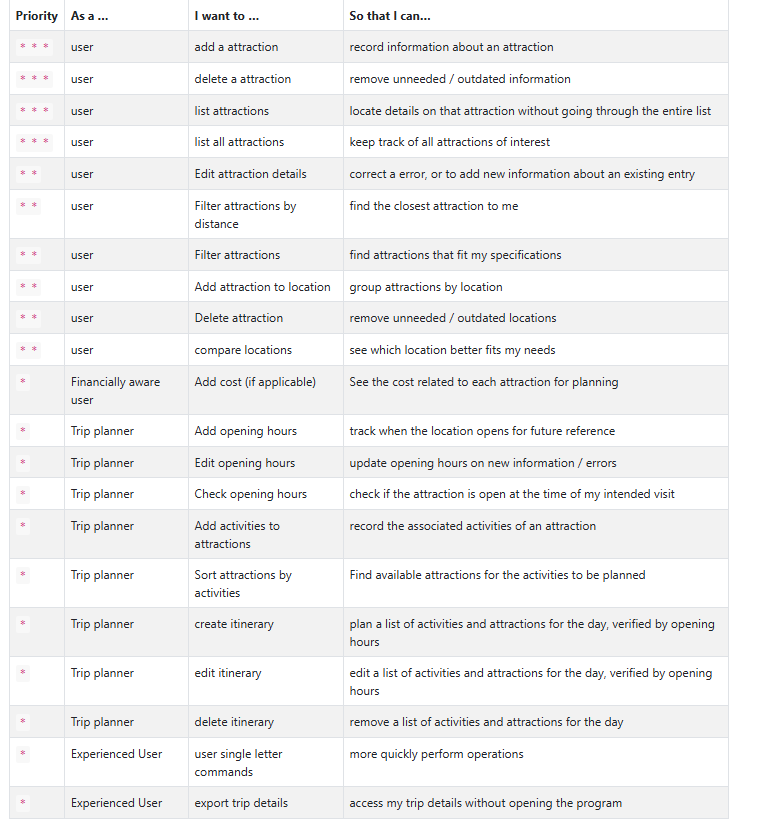 Priority As a ... I want to ... So that I can...
* * * user add a attraction record information about an attraction
* * * user delete a attraction remove unneeded / outdated information
* * * user list attractions locate details on that attraction without going through the entire list
* * * user list all attractions keep track of all attractions of interest
* * user Edit attraction details correct a error, or to add new information about an existing entry
* * user Filter attractions by find the closest attraction to me
distance
* * user Filter attractions find attractions that fit my specifications
* * user Add attraction to location group attractions by location
* * user Delete attraction remove unneeded / outdated locations
* * user compare locations see which location better fits my needs
* Financially aware Add cost (if applicable) See the cost related to each attraction for planning
user
* Trip planner Add opening hours track when the location opens for future reference
* Trip planner Edit opening hours update opening hours on new information / errors
* Trip planner Check opening hours check if the attraction is open at the time of my intended visit
* Trip planner Add activities to record the associated activities of an attraction
attractions
* Trip planner Sort attractions by Find available attractions for the activities to be planned
activities
* Trip planner create itinerary plan a list of activities and attractions for the day, verified by opening
hours
* Trip planner edit itinerary edit a list of activities and attractions for the day, verified by opening
hours
* Trip planner delete itinerary remove a list of activities and attractions for the day
* Experienced User user single letter more quickly perform operations
commands
* Experienced User export trip details access my trip details without opening the program